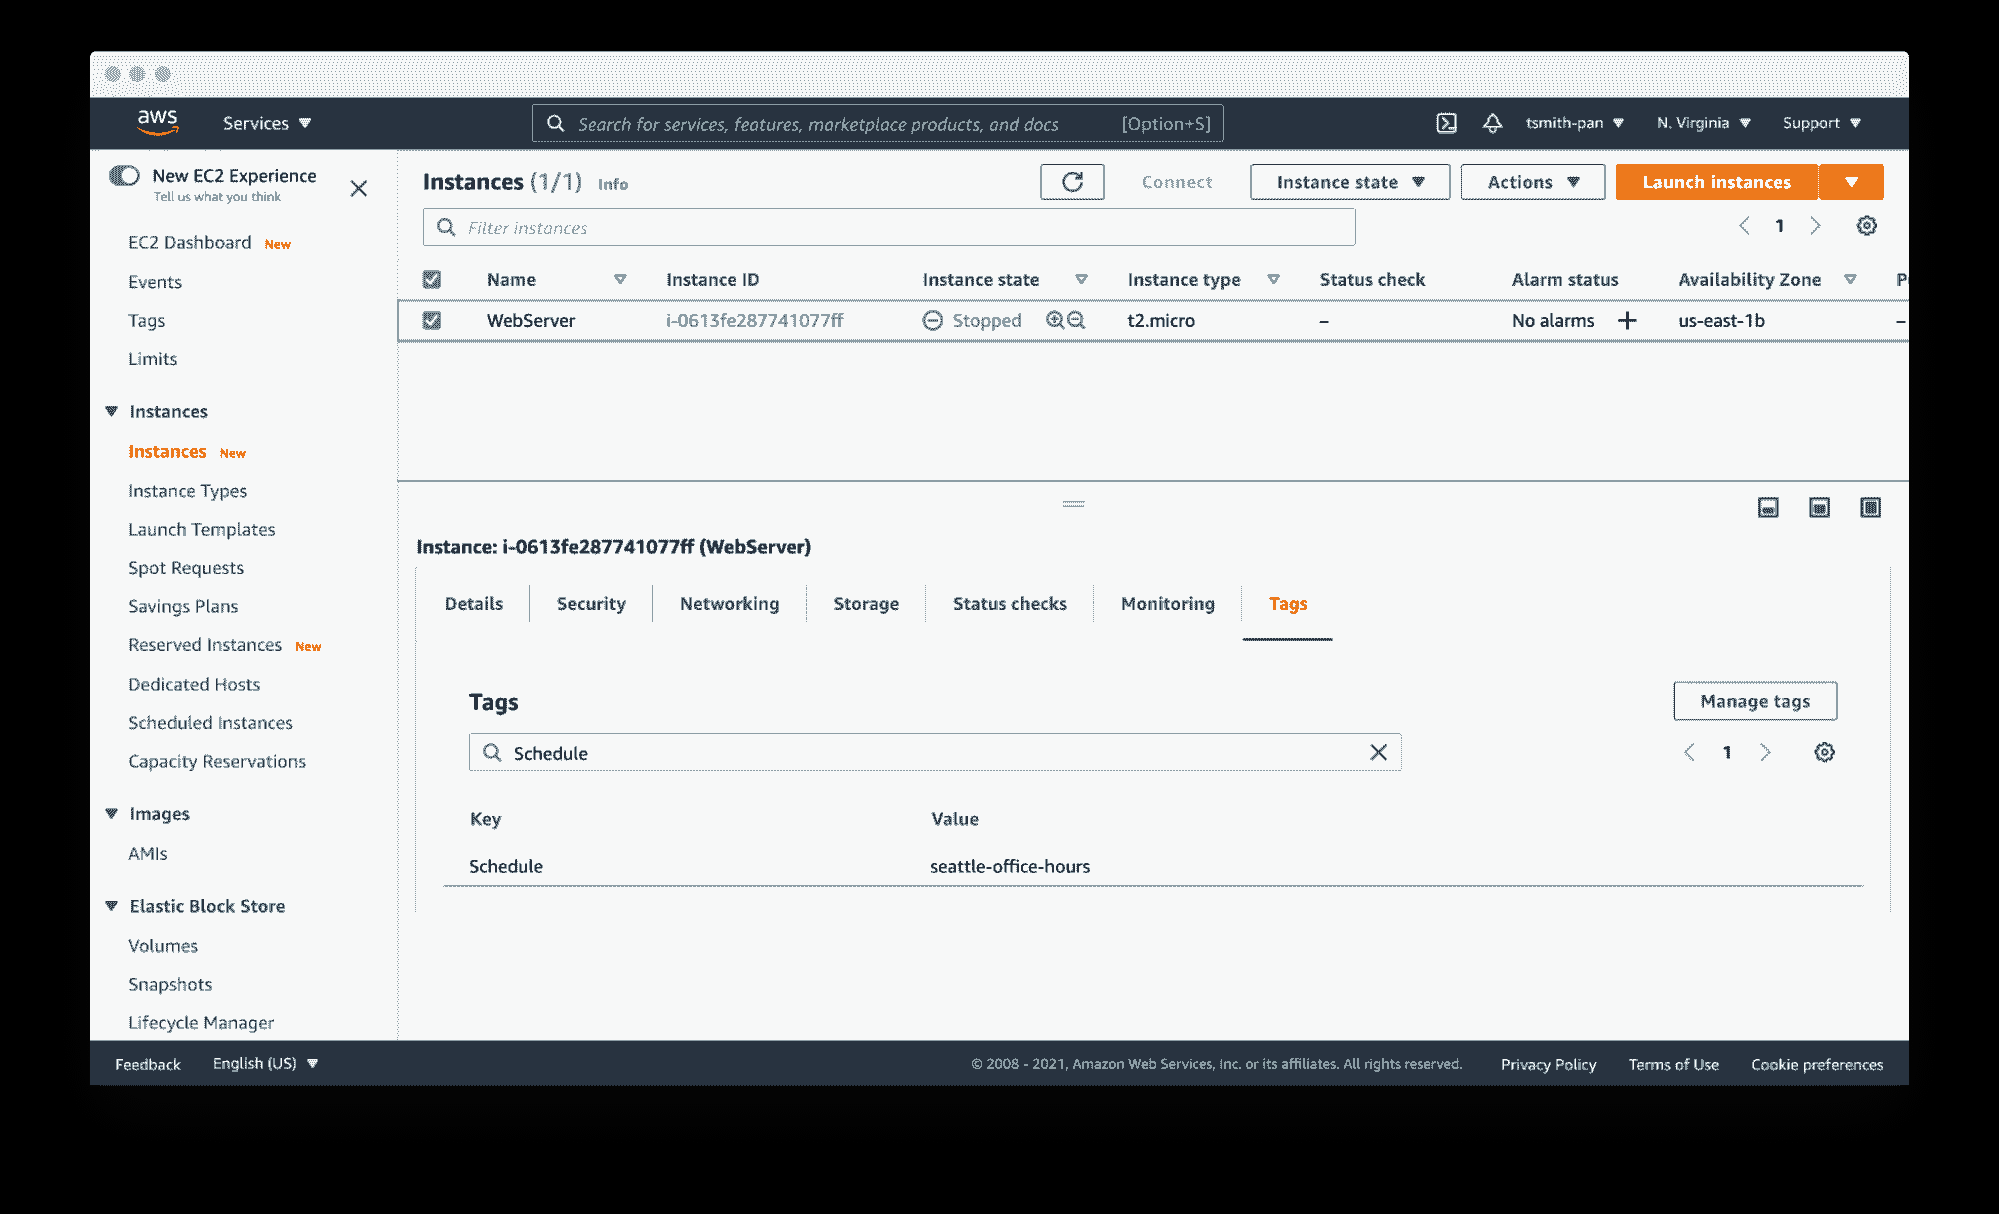 aws Services Search for services, features, marketplace products, and docs [Option+S] tsmith-pan N. Virginia Support
New EC2 Experience
Tell us what you think
EC2 Dashboard New
Events
Tags
Limits
Instances
Instances New
Instance Types
Launch Templates
Spot Requests
Savings Plans
Reserved Instances New
Dedicated Hosts
Scheduled Instances
Capacity Reservations
Images
AMIs
Elastic Block Store
Volumes
Snapshots
Lifecycle Manager
Instances (1/1) Info Connect Instance state Actions Launch instances
Filter instances 1
Name Instance ID Instance state Instance type Status check Alarm status Availability Zone
WebServer i-0613fe287741077ff Stopped t2.micro – No alarms + us-east-1b –
Instance: i-0613fe287741077ff (WebServer)
Details Security Networking Storage Status checks Monitoring Tags
Tags Manage tags
Schedule 1
Key Value
Schedule seattle-office-hours
Feedback English (US) © 2008 - 2021, Amazon Web Services, Inc. or its affiliates. All rights reserved. Privacy Policy Terms of Use Cookie preferences